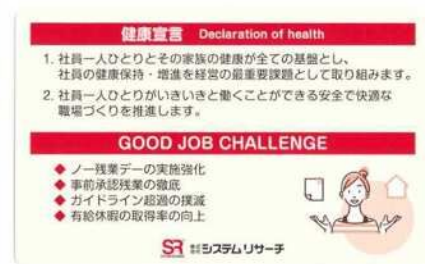 健康宣言 Declaration of health
1. 社員一人ひとりとその家族の健康が全ての基盤とし、
社員の健康保持・増進を経営の最重要課題として取り組みます。
2. 社員一人ひとりがいきいきと働くことができる安全で快適な
職場づくりを推進します。
GOOD JOB CHALLENGE
◆ ノー残業デーの実施強化
◆ 事前承認残業の徹底
◆ ガイドライン超過の撲滅
◆ 有給休暇の取得率の向上
SR 株式会社システムリサーチ